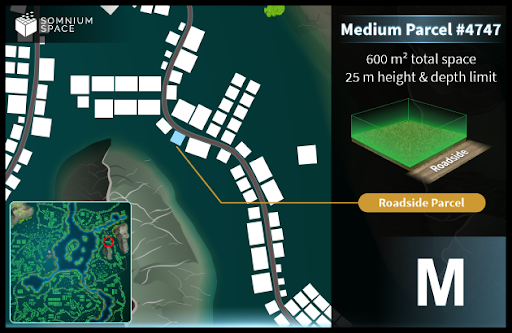 SOMNIUM
SPACE
Medium Parcel #4747
600 m² total space
25 m height & depth limit
Roadside
Roadside Parcel
M